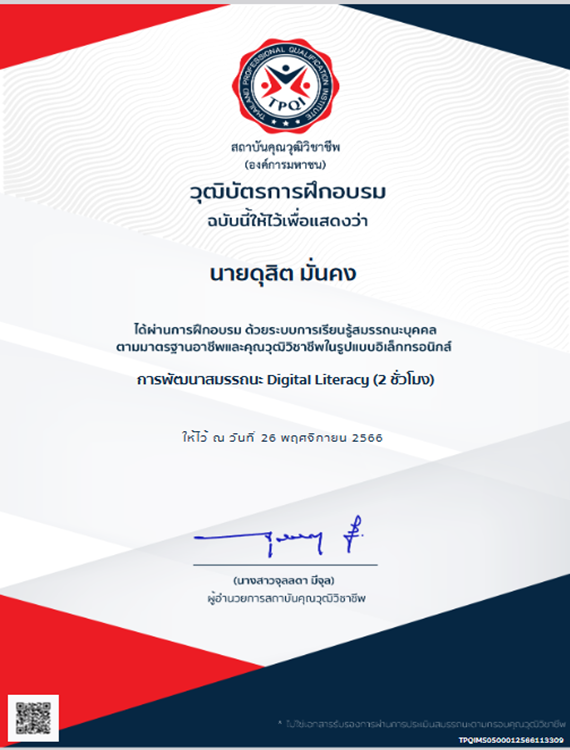 THAILAND PROFESSIONAL QUALIFICATION INSTITUTE
TPQI
สถาบันคุณวุฒิวิชาชีพ
(องค์การมหาชน)
วุฒิบัตรการฝึกอบรม
ฉบับนี้ให้ไว้เพื่อแสดงว่า
นายดุสิต มั่นคง
ได้ผ่านการฝึกอบรม ด้วยระบบการเรียนรู้สมรรถนะบุคคล
ตามมาตรฐานอาชีพและคุณวุฒิวิชาชีพในรูปแบบอิเล็กทรอนิกส์
การพัฒนาสมรรถนะ Digital Literacy (2 ชั่วโมง)
ให้ไว้ ณ วันที่ 26 พฤศจิกายน 2566
(นางสาวจุลลดา มีจุล)
ผู้อำนวยการสถาบันคุณวุฒิวิชาชีพ
* ไม่ใช่เอกสารรับรองการผ่านการประเมินสมรรถนะตามกรอบคุณวุฒิวิชาชีพ
TPQIM50500012566113309